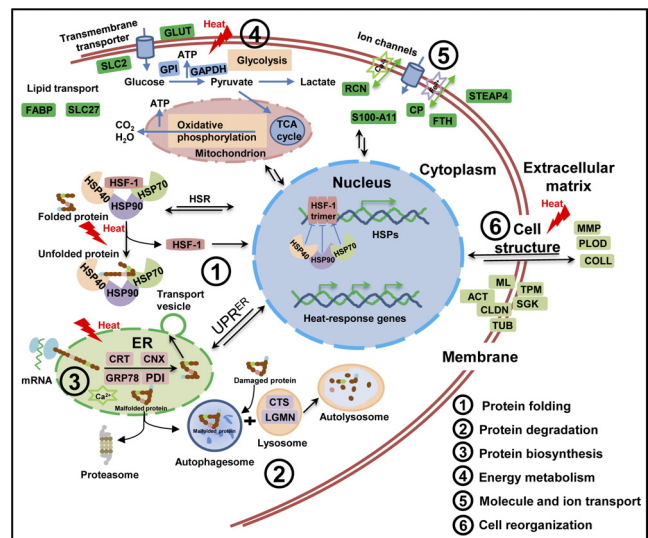 Transmembrane
transporter
GLUT
Heat
④
SLC2
ATP
GPI
GAPDH
Glycolysis
Glucose
Pyruvate
Lactate
Lipid transport
FABP
SLC27
ATP
CO2
H2O
Oxidative
phosphorylation
TCA
cycle
Mitochondrion
Ion channels
⑤
RCN
S100-A11
CP
FTH
STEAP4
Cytoplasm
Extracellular
matrix
Heat
⑥ Cell
structure
MMP
PLOD
COLL
ML
TPM
ACT
SGK
CLDN
TUB
Membrane
HSF-1
HSP40
HSP70
HSP90
Folded protein
Heat
HSR
HSF-1
Unfolded protein
HSP40
HSP70
HSP90
①
Nucleus
HSF-1
trimer
HSPs
HSP40
HSP90
HSP70
Heat-response genes
Transport
vesicle
UPRER
Heat
ER
mRNA
③
CRT
CNX
GRP78
PDI
Ca2+
Malfolded protein
Proteasome
Damaged protein
Malfolded protein
Autophagesome
CTS
LGMN
Lysosome
Autolysosome
②
① Protein folding
② Protein degradation
③ Protein biosynthesis
④ Energy metabolism
⑤ Molecule and ion transport
⑥ Cell reorganization